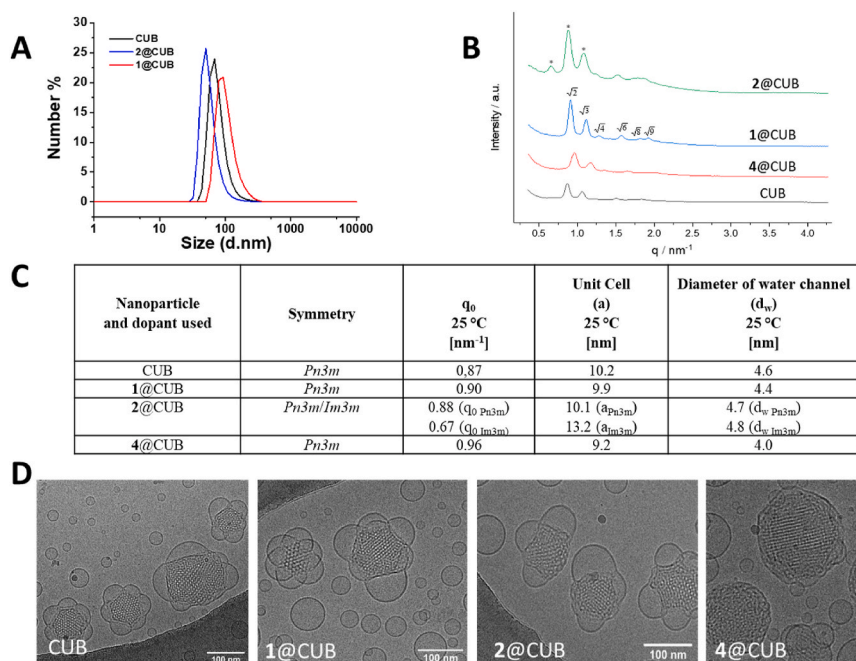 A
CUB
2@CUB
1@CUB
Number %
30
25
20
15
10
5
0
1
10
100
1000
10000
Size (d.nm)
B
Intensity / a.u.
*
*
*
2@CUB
√2
√3
√4
√6
√8
√9
1@CUB
4@CUB
CUB
0.5
1.0
1.5
2.0
2.5
3.0
3.5
4.0
q / nm⁻¹
C
Nanoparticle and dopant used | Symmetry | q₀ 25 °C [nm⁻¹] | Unit Cell (a) 25 °C [nm] | Diameter of water channel (dw) 25 °C [nm]
CUB | Pn3m | 0,87 | 10.2 | 4.6
1@CUB | Pn3m | 0.90 | 9.9 | 4.4
2@CUB | Pn3m/Im3m | 0.88 (q₀ Pn3m) | 10.1 (aPn3m) | 4.7 (dw Pn3m)
0.67 (q₀ Im3m) | 13.2 (aIm3m) | 4.8 (dw Im3m)
4@CUB | Pn3m | 0.96 | 9.2 | 4.0
D
CUB
100 nm
1@CUB
100 nm
2@CUB
100 nm
4@CUB